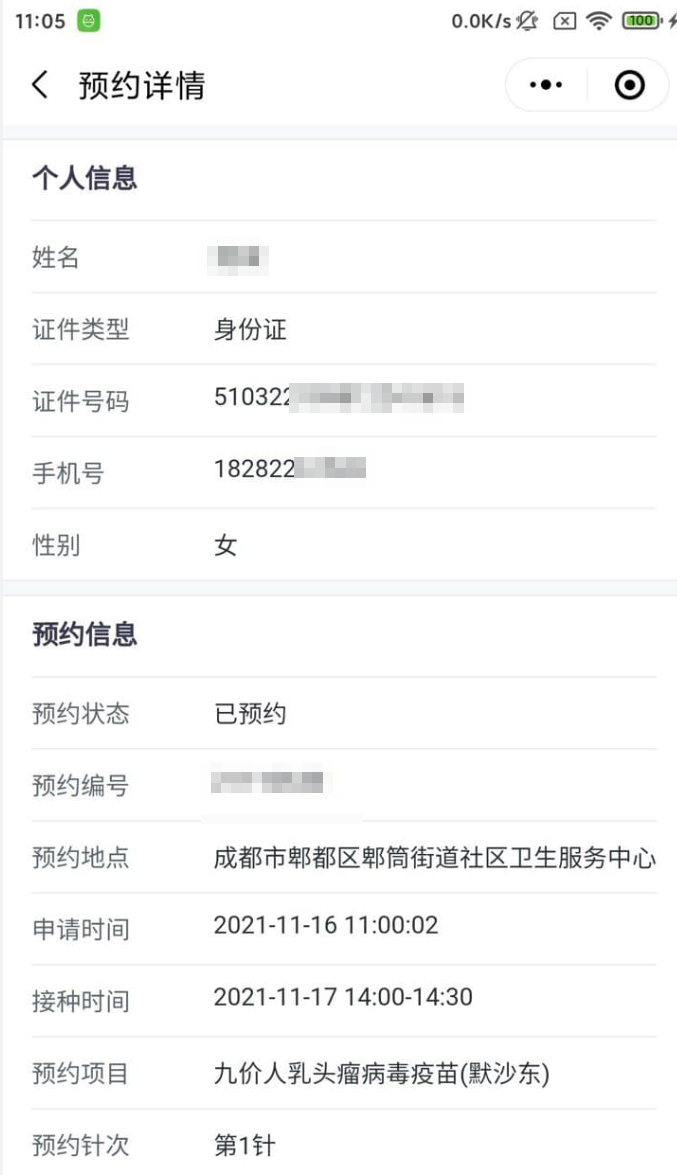 11:05
0.0K/s
100
预约详情
个人信息
姓名
证件类型 身份证
证件号码 510322
手机号 182822
性别 女
预约信息
预约状态 已预约
预约编号
预约地点 成都市郫都区郫筒街道社区卫生服务中心
申请时间 2021-11-16 11:00:02
接种时间 2021-11-17 14:00-14:30
预约项目 九价人乳头瘤病毒疫苗(默沙东)
预约针次 第1针